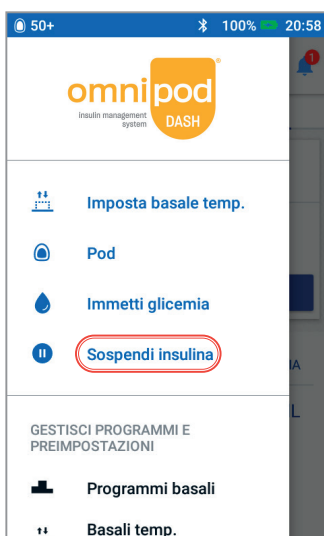 50+ 100% 20:58
omnipod®
insulin management
system
DASH
Imposta basale temp.
Pod
Immetti glicemia
Sospendi insulina
IA
L
GESTISCI PROGRAMMI E
PREIMPOSTAZIONI
Programmi basali
Basali temp.